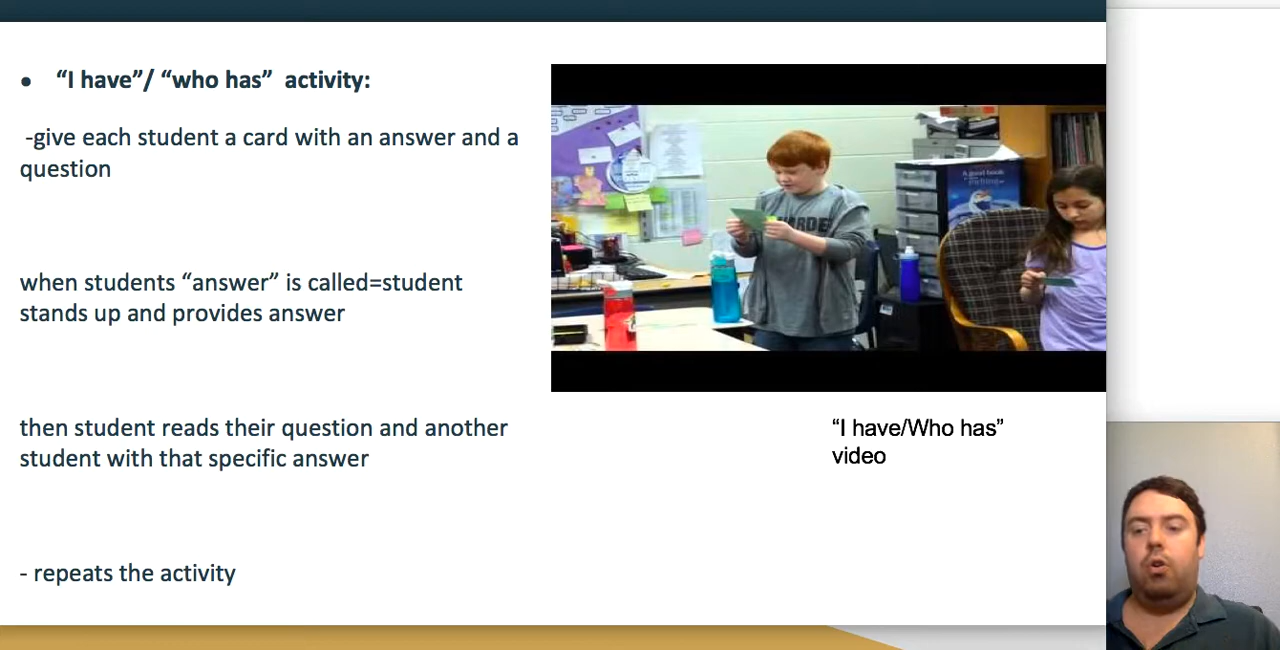 ● “I have”/ “who has” activity:
-give each student a card with an answer and a
question
when students “answer” is called=student
stands up and provides answer
then student reads their question and another
student with that specific answer
- repeats the activity
A good book
“I have/Who has”
video